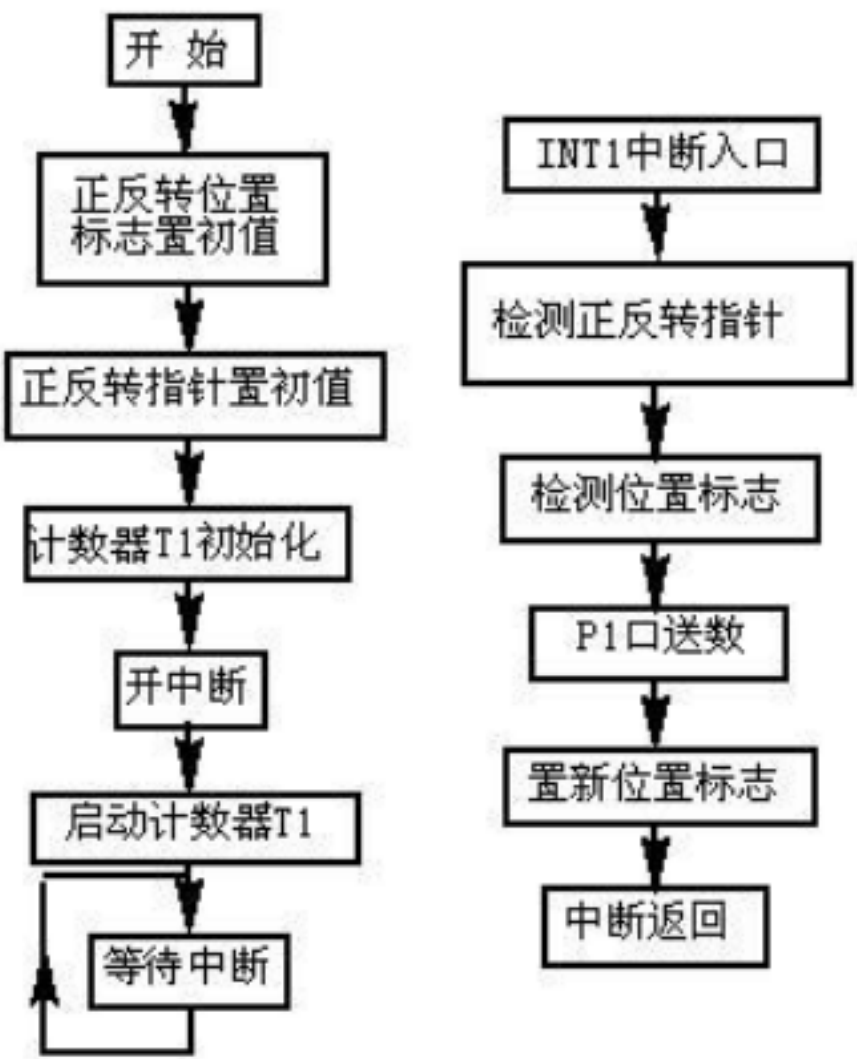 开 始
正反转位置
标志置初值
正反转指针置初值
计数器T1初始化
开中断
启动计数器T1
等待中断
INT1中断入口
检测正反转指针
检测位置标志
P1口送数
置新位置标志
中断返回